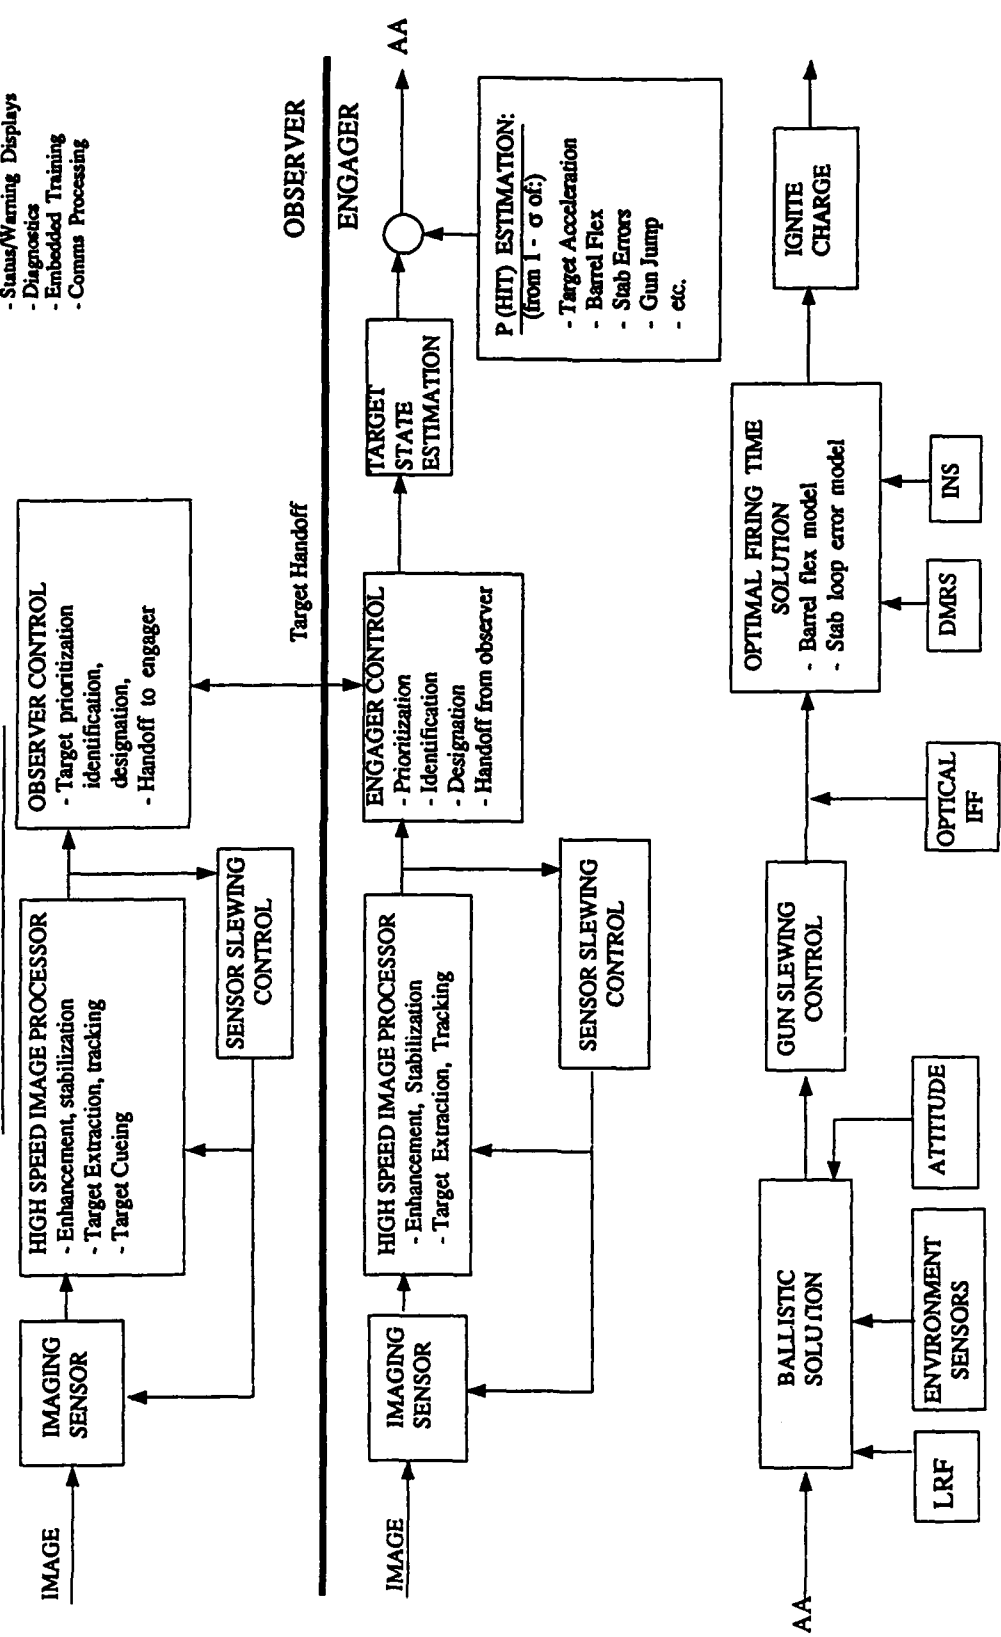 - Status/Warning Displays
- Diagnostics
- Embedded Training
- Comms Processing
IMAGE
IMAGING
SENSOR
HIGH SPEED IMAGE PROCESSOR
- Enhancement, stabilization
- Target Extraction, tracking
- Target Cueing
SENSOR SLEWING
CONTROL
OBSERVER CONTROL
- Target prioritization
identification,
designation,
- Handoff to engager
Target Handoff
OBSERVER
ENGAGER
IMAGE
IMAGING
SENSOR
HIGH SPEED IMAGE PROCESSOR
- Enhancement, Stabilization
- Target Extraction, Tracking
SENSOR SLEWING
CONTROL
ENGAGER CONTROL
- Prioritization
- Identification
- Designation
- Handoff from observer
TARGET
STATE
ESTIMATION
AA
P (HIT) ESTIMATION:
(from 1 - σ of:)
- Target Acceleration
- Barrel Flex
- Stab Errors
- Gun Jump
- etc.
AA
BALLISTIC
SOLUTION
LRF
ENVIRONMENT
SENSORS
ATTITUDE
GUN SLEWING
CONTROL
OPTICAL
IFF
OPTIMAL FIRING TIME
SOLUTION
- Barrel flex model
- Stab loop error model
DMRS
INS
IGNITE
CHARGE